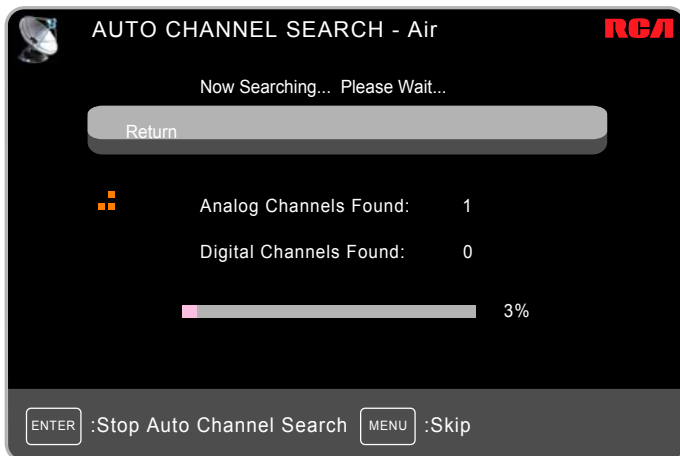 AUTO CHANNEL SEARCH - Air RCA
Now Searching... Please Wait...
Return
Analog Channels Found: 1
Digital Channels Found: 0
3%
ENTER :Stop Auto Channel Search MENU :Skip